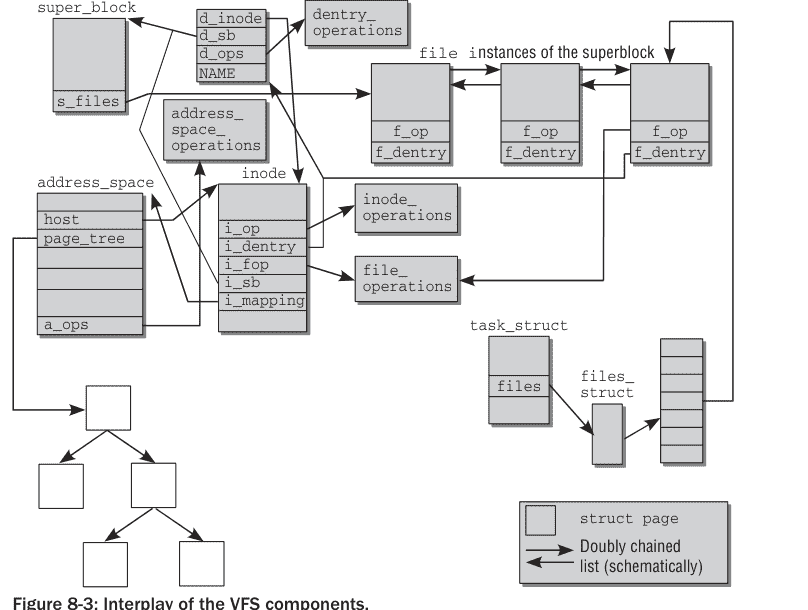 super_block
d_inode
d_sb
d_ops
NAME
dentry_
operations
s_files
file instances of the superblock
f_op
f_dentry
f_op
f_dentry
f_op
f_dentry
address_
space_
operations
address_space
host
page_tree
a_ops
inode
i_op
i_dentry
i_fop
i_sb
i_mapping
inode_
operations
file_
operations
task_struct
files
files_
struct
struct page
Doubly chained
list (schematically)
Figure 8-3: Interplay of the VFS components.